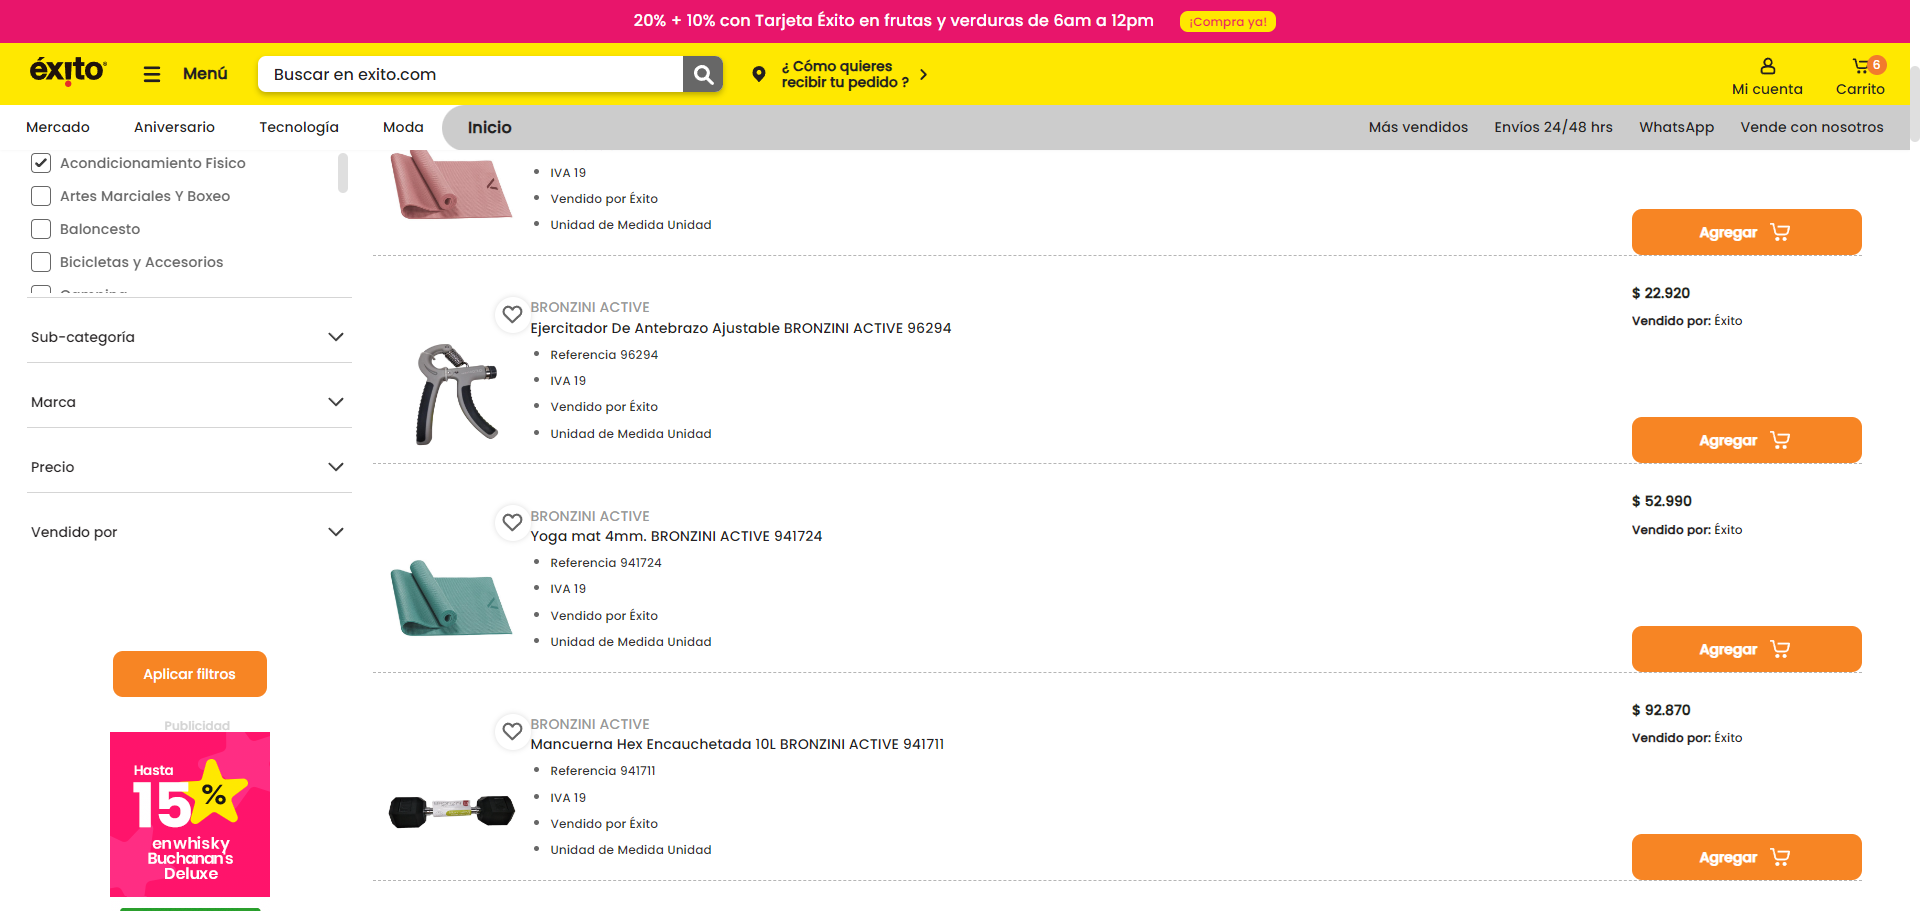 20% + 10% con Tarjeta Éxito en frutas y verduras de 6am a 12pm
¡Compra ya!
éxito
Menú
Buscar en exito.com
¿ Cómo quieres
recibir tu pedido ?
Mi cuenta
6
Carrito
Mercado
Aniversario
Tecnología
Moda
Inicio
Más vendidos
Envíos 24/48 hrs
WhatsApp
Vende con nosotros
Acondicionamiento Fisico
Artes Marciales Y Boxeo
Baloncesto
Bicicletas y Accesorios
Sub-categoría
Marca
Precio
Vendido por
Aplicar filtros
Publicidad
Hasta
15%
en whisky
Buchanan's
Deluxe
IVA 19
Vendido por Éxito
Unidad de Medida Unidad
Agregar
BRONZINI ACTIVE
Ejercitador De Antebrazo Ajustable BRONZINI ACTIVE 96294
Referencia 96294
IVA 19
Vendido por Éxito
Unidad de Medida Unidad
$ 22.920
Vendido por: Éxito
Agregar
BRONZINI ACTIVE
Yoga mat 4mm. BRONZINI ACTIVE 941724
Referencia 941724
IVA 19
Vendido por Éxito
Unidad de Medida Unidad
$ 52.990
Vendido por: Éxito
Agregar
BRONZINI ACTIVE
Mancuerna Hex Encauchetada 10L BRONZINI ACTIVE 941711
Referencia 941711
IVA 19
Vendido por Éxito
Unidad de Medida Unidad
$ 92.870
Vendido por: Éxito
Agregar